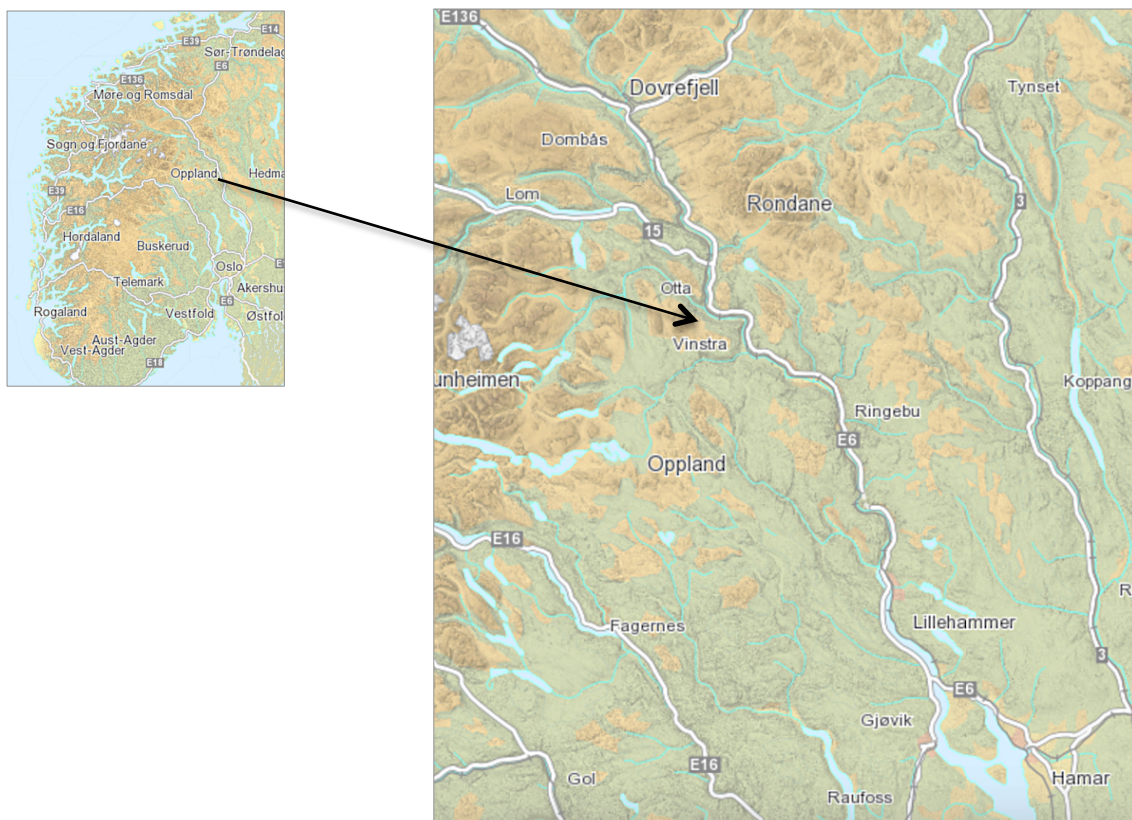 E39
E14
Sør-Trøndelag
E6
E136
Møre og Romsdal
Sogn og Fjordane
Oppland
Hedma
E39
E16
Hordaland
Buskerud
Oslo
Telemark
Akershu
E6
Rogaland
Vestfold
Østfol
Aust-Agder
Vest-Agder
E18
E136
Dovrefjell
Tynset
Dombås
Lom
Rondane
3
15
Otta
Vinstra
unheimen
Koppang
Ringebu
E6
Oppland
E16
R
Fagernes
Lillehammer
3
E6
Gjøvik
E16
Gol
Hamar
Raufoss